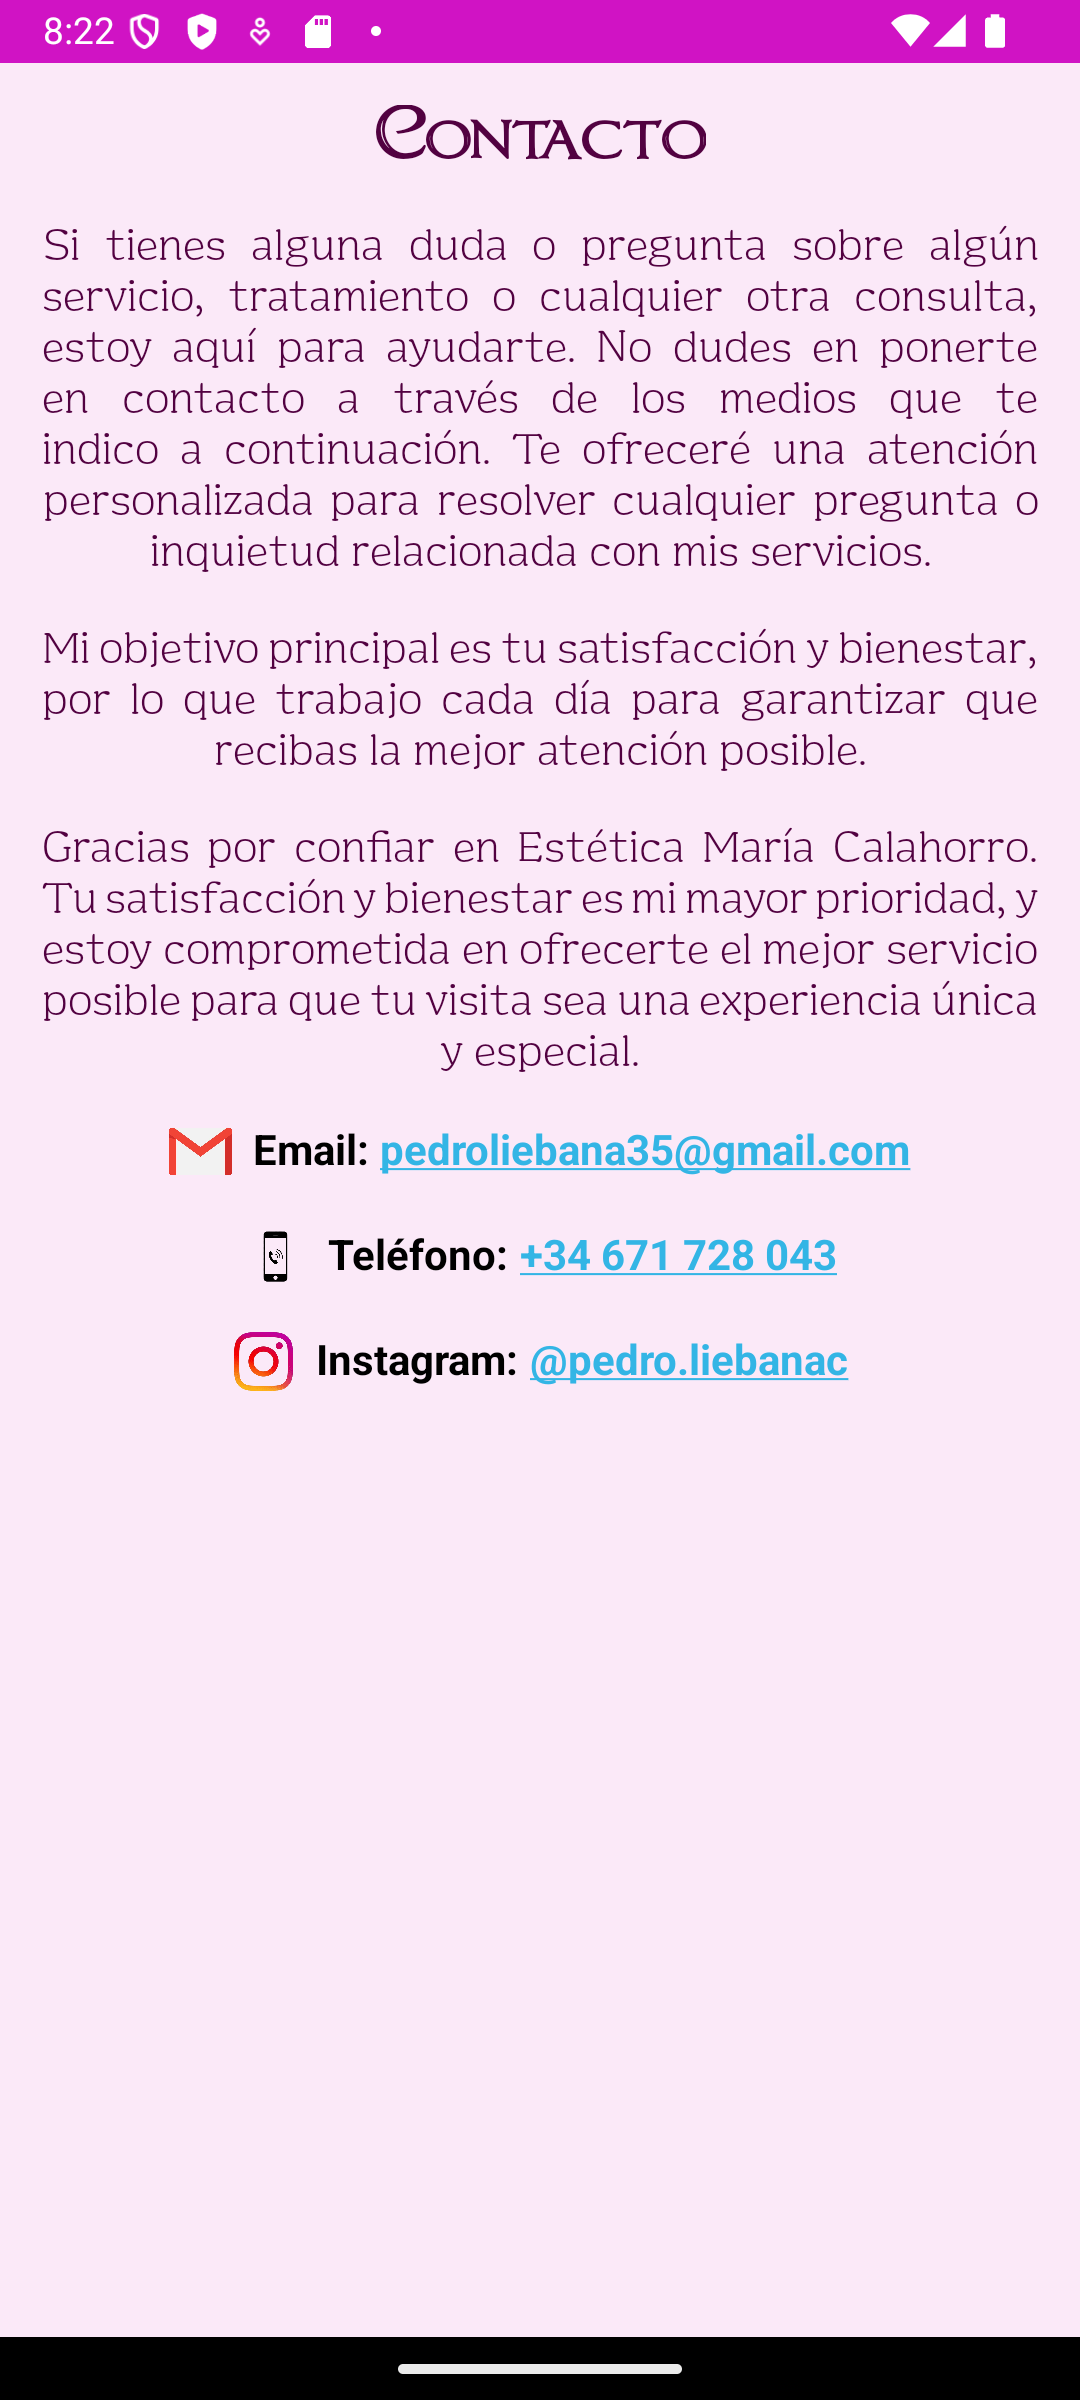 8:22
Contacto
Si tienes alguna duda o pregunta sobre algún
servicio, tratamiento o cualquier otra consulta,
estoy aquí para ayudarte. No dudes en ponerte
en contacto a través de los medios que te
indico a continuación. Te ofreceré una atención
personalizada para resolver cualquier pregunta o
inquietud relacionada con mis servicios.
Mi objetivo principal es tu satisfacción y bienestar,
por lo que trabajo cada día para garantizar que
recibas la mejor atención posible.
Gracias por confiar en Estética María Calahorro.
Tu satisfacción y bienestar es mi mayor prioridad, y
estoy comprometida en ofrecerte el mejor servicio
posible para que tu visita sea una experiencia única
y especial.
Email: pedroliebana35@gmail.com
Teléfono: +34 671 728 043
Instagram: @pedro.liebanac